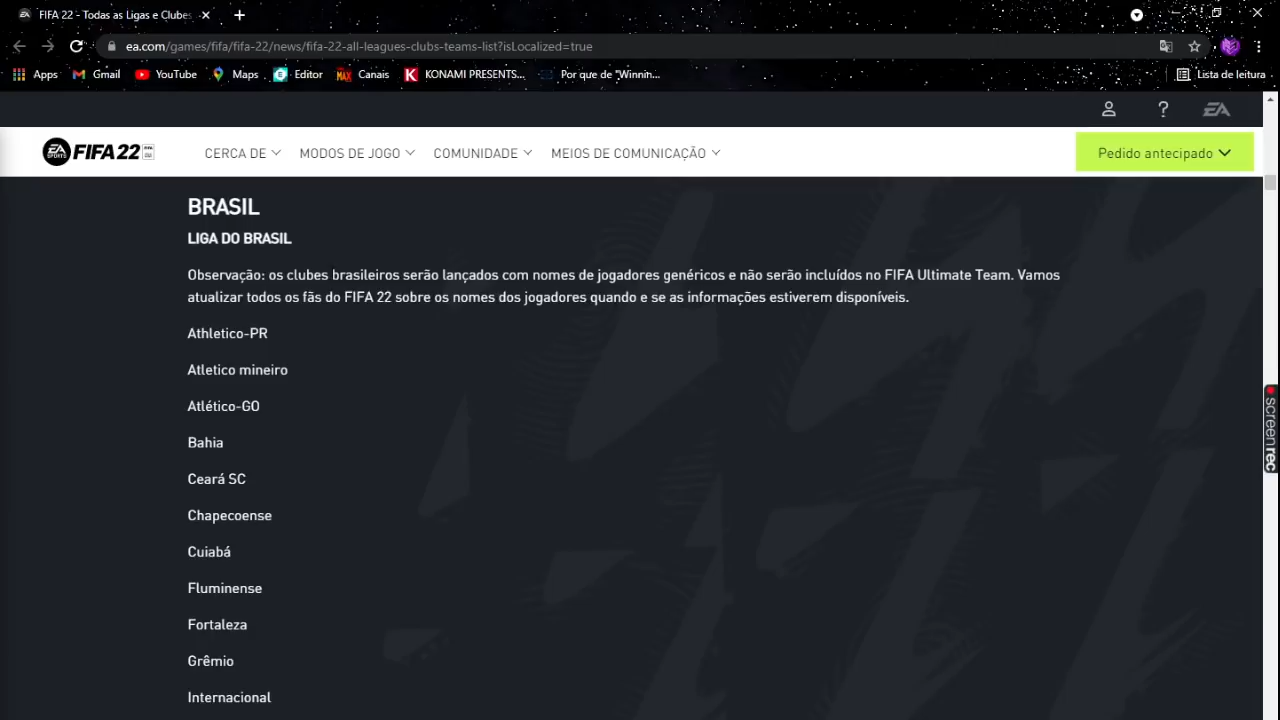 FIFA 22 - Todas as Ligas e Clubes
ea.com/games/fifa/fifa-22/news/fifa-22-all-leagues-clubs-teams-list?isLocalized=true
Apps Gmail YouTube Maps Editor MAX Canais KONAMI PRESENTS... Por que de "Winnin... Lista de leitura
? EA
EA SPORTS FIFA 22 CERCA DE MODOS DE JOGO COMUNIDADE MEIOS DE COMUNICAÇÃO Pedido antecipado
BRASIL
LIGA DO BRASIL
Observação: os clubes brasileiros serão lançados com nomes de jogadores genéricos e não serão incluídos no FIFA Ultimate Team. Vamos
atualizar todos os fãs do FIFA 22 sobre os nomes dos jogadores quando e se as informações estiverem disponíveis.
Athletico-PR
Atletico mineiro
Atlético-GO
Bahia
Ceará SC
Chapecoense
Cuiabá
Fluminense
Fortaleza
Grêmio
Internacional
screenrec